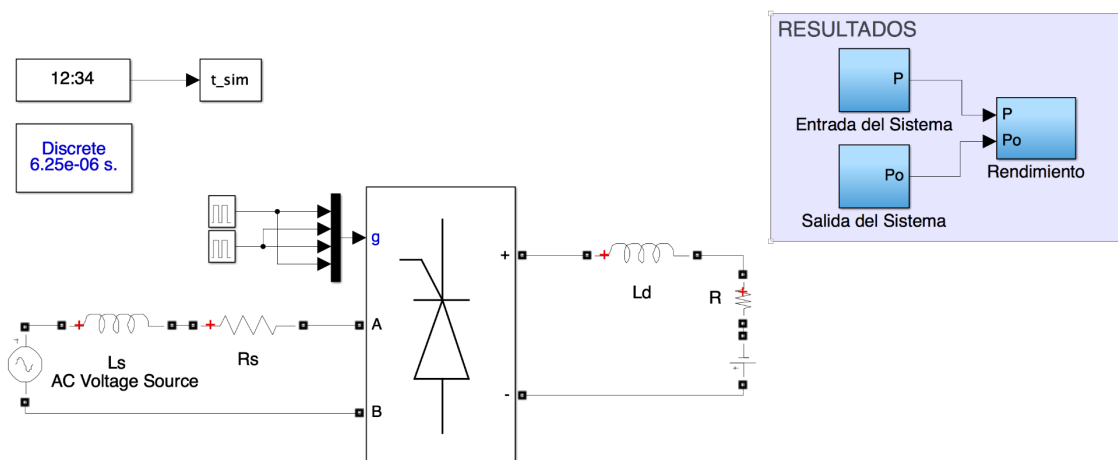 RESULTADOS
12:34
t_sim
P
Entrada del Sistema
P
Po
Rendimiento
Po
Salida del Sistema
Discrete
6.25e-06 s.
g
+
-
A
B
Ld
R
Ls
Rs
AC Voltage Source